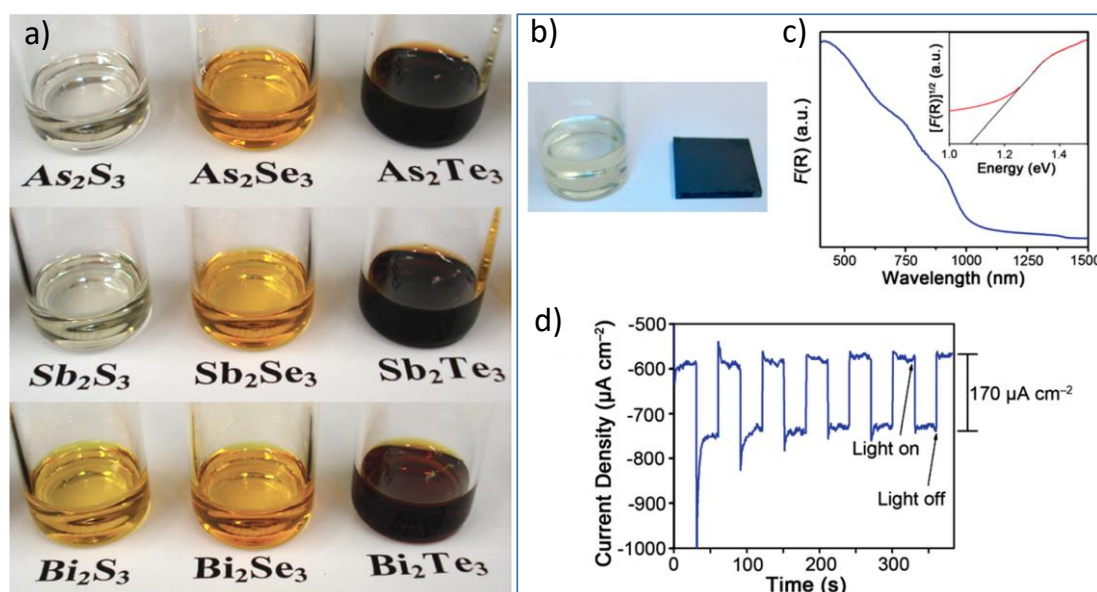 a)
As₂S₃ As₂Se₃ As₂Te₃
Sb₂S₃ Sb₂Se₃ Sb₂Te₃
Bi₂S₃ Bi₂Se₃ Bi₂Te₃
b)
c)
F(R) (a.u.)
[F(R)]¹/² (a.u.)
1.0 1.2 1.4
Energy (eV)
500 750 1000 1250 1500
Wavelength (nm)
d)
Current Density (µA cm⁻²)
-500
-600
-700
-800
-900
-1000
170 µA cm⁻²
Light on
Light off
0 100 200 300
Time (s)